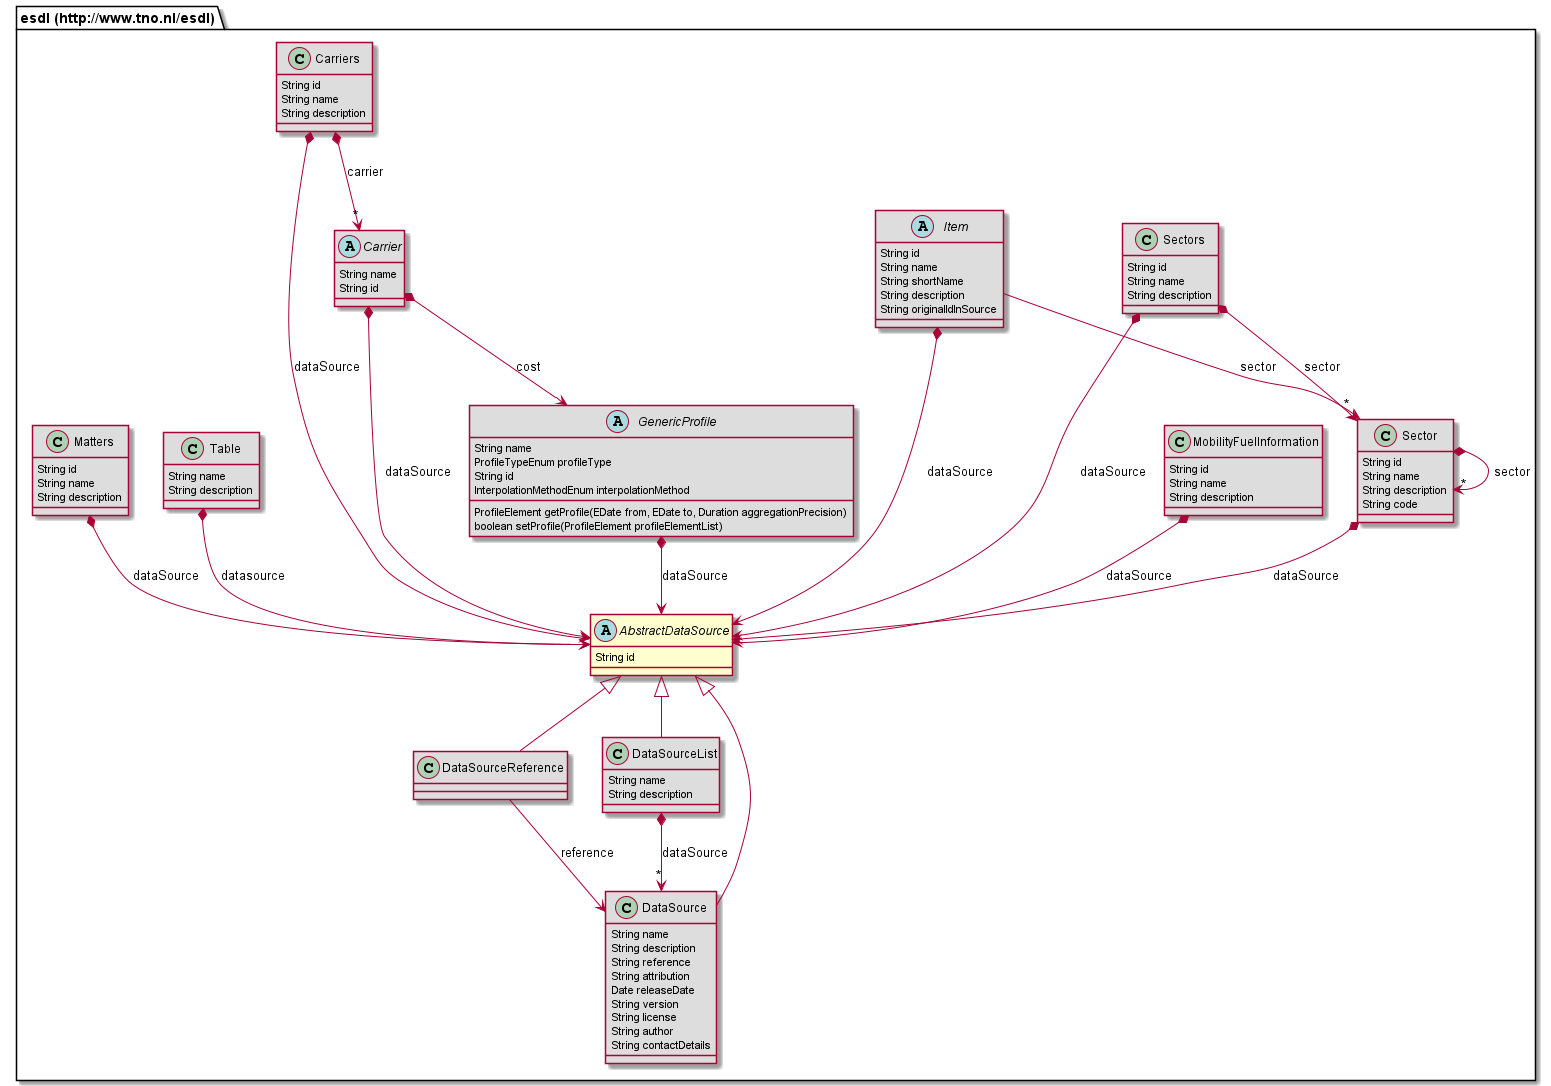 esdl (http://www.tno.nl/esdl)
C Carriers
String id
String name
String description
carrier
*
A Carrier
String name
String id
A Item
String id
String name
String shortName
String description
String originalIdInSource
C Sectors
String id
String name
String description
dataSource
cost
sector
sector
*
A GenericProfile
String name
ProfileTypeEnum profileType
String id
InterpolationMethodEnum interpolationMethod
ProfileElement getProfile(EDate from, EDate to, Duration aggregationPrecision)
boolean setProfile(ProfileElement profileElementList)
C Matters
String id
String name
String description
C Table
String name
String description
dataSource
dataSource
dataSource
C MobilityFuelInformation
String id
String name
String description
C Sector
String id
String name
String description
String code
sector
*
dataSource
datasource
dataSource
dataSource
dataSource
A AbstractDataSource
String id
C DataSourceReference
C DataSourceList
String name
String description
reference
dataSource
*
C DataSource
String name
String description
String reference
String attribution
Date releaseDate
String version
String license
String author
String contactDetails